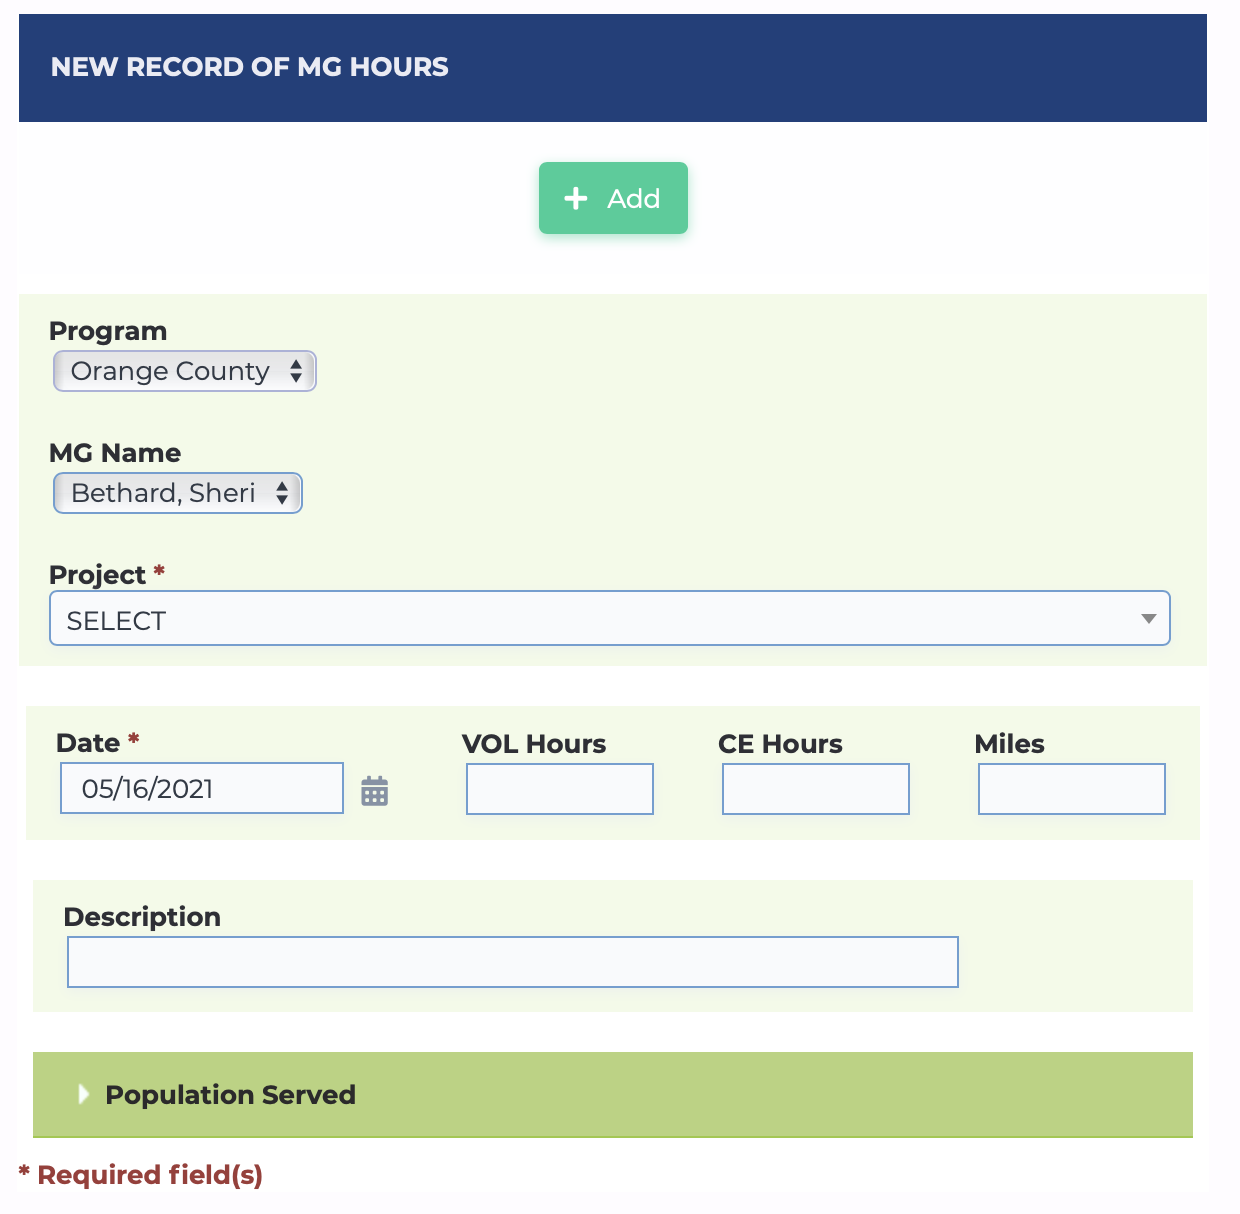 NEW RECORD OF MG HOURS
Add
Program
Orange County
MG Name
Bethard, Sheri
Project *
SELECT
Date * VOL Hours CE Hours Miles
05/16/2021
Description
Population Served
* Required field(s)